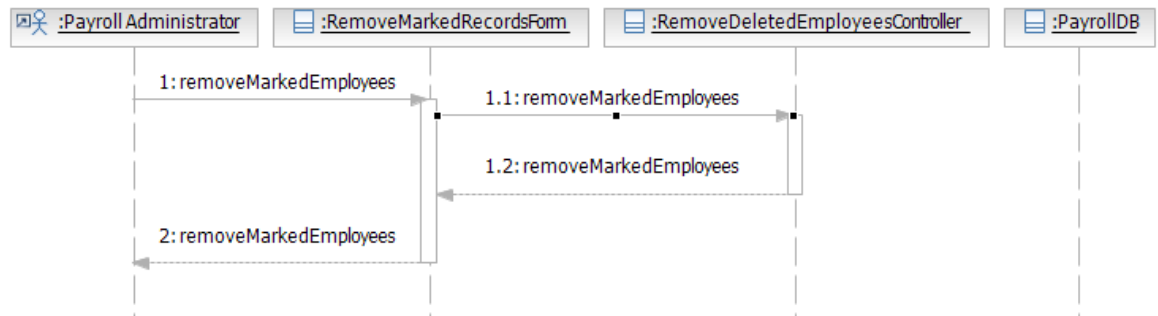 :Payroll Administrator
:RemoveMarkedRecordsForm
:RemoveDeletedEmployeesController
:PayrollDB
1: removeMarkedEmployees
1.1: removeMarkedEmployees
1.2: removeMarkedEmployees
2: removeMarkedEmployees